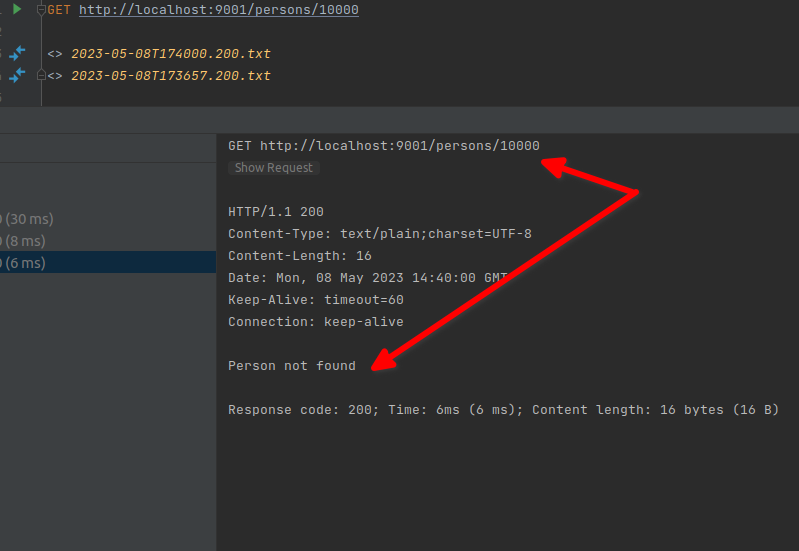 GET http://localhost:9001/persons/10000
<> 2023-05-08T174000.200.txt
<> 2023-05-08T173657.200.txt
GET http://localhost:9001/persons/10000
Show Request
HTTP/1.1 200
Content-Type: text/plain;charset=UTF-8
0 (30 ms)
Content-Length: 16
0 (8 ms)
Date: Mon, 08 May 2023 14:40:00 GMT
0 (6 ms)
Keep-Alive: timeout=60
Connection: keep-alive
Person not found
Response code: 200; Time: 6ms (6 ms); Content length: 16 bytes (16 B)